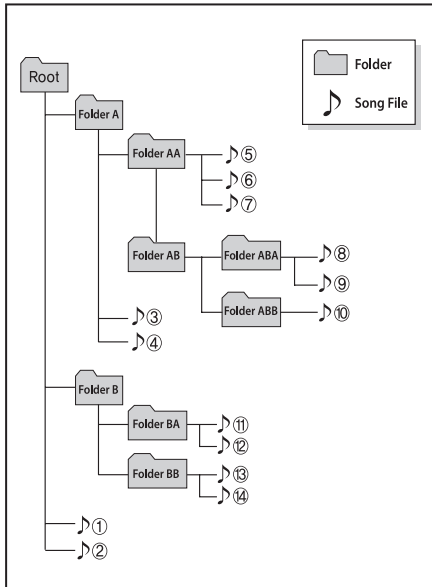 Root
Folder
Song File
Folder A
Folder AA
⑤
⑥
⑦
Folder AB
Folder ABA
⑧
⑨
Folder ABB
⑩
③
④
Folder B
Folder BA
⑪
⑫
Folder BB
⑬
⑭
①
②